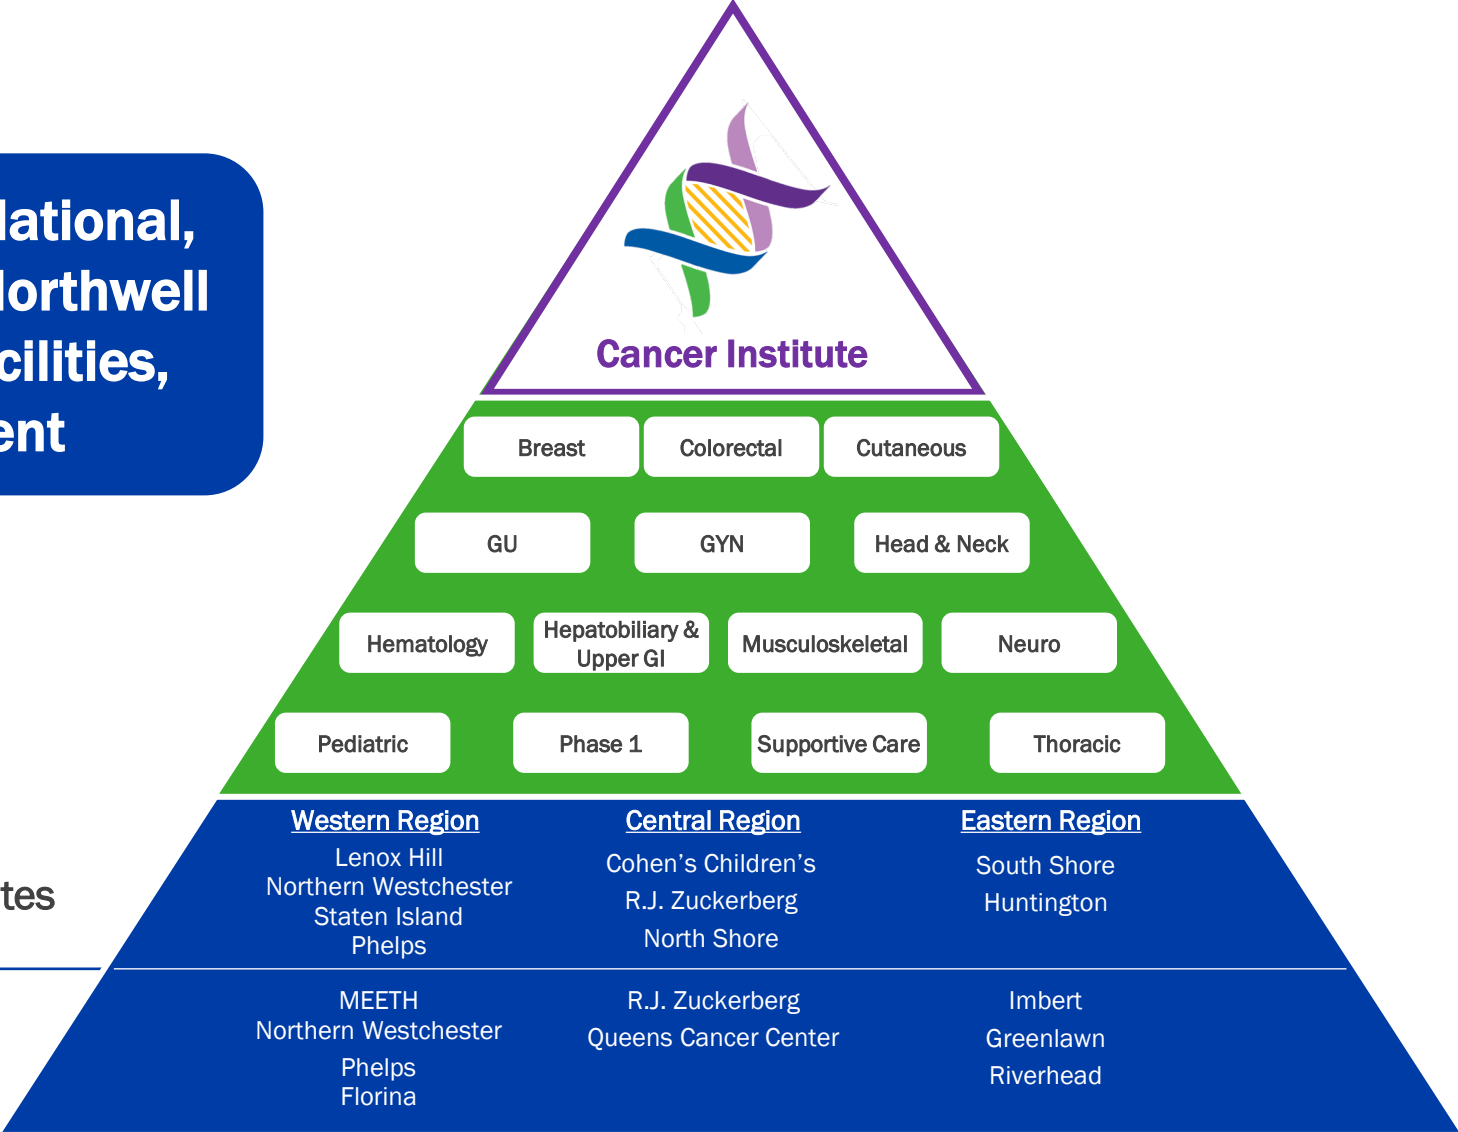 ational,
orthwell
cilities,
ent
Cancer Institute
Breast
Colorectal
Cutaneous
GU
GYN
Head & Neck
Hematology
Hepatobiliary &
Upper GI
Musculoskeletal
Neuro
Pediatric
Phase 1
Supportive Care
Thoracic
tes
Western Region
Lenox Hill
Northern Westchester
Staten Island
Phelps
Central Region
Cohen’s Children’s
R.J. Zuckerberg
North Shore
Eastern Region
South Shore
Huntington
MEETH
Northern Westchester
Phelps
Florina
R.J. Zuckerberg
Queens Cancer Center
Imbert
Greenlawn
Riverhead